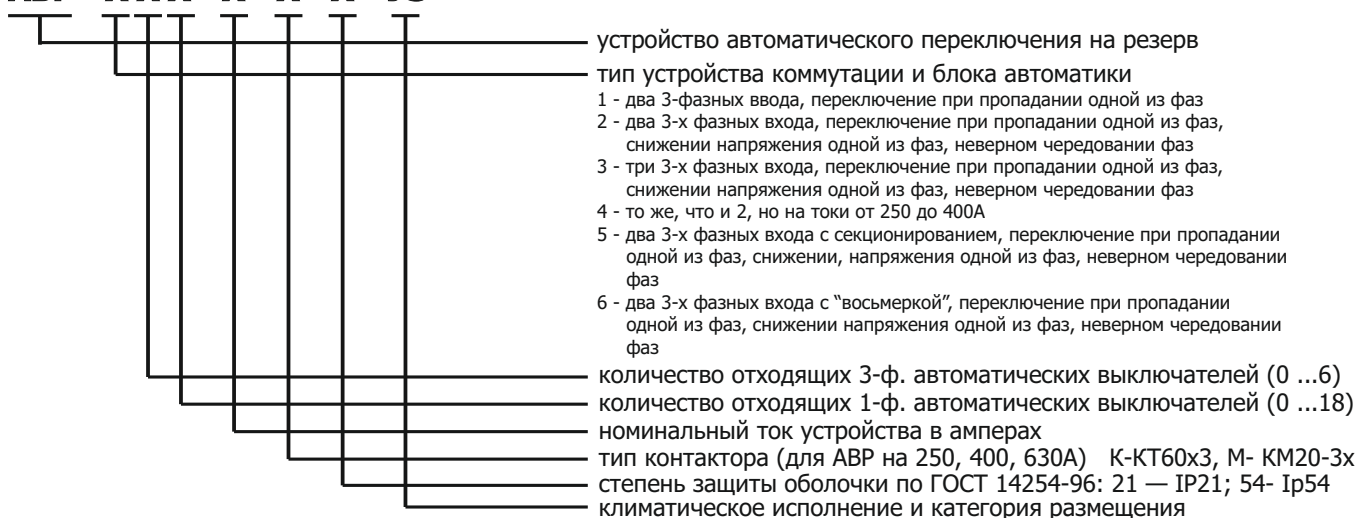 устройство автоматического переключения на резерв
тип устройства коммутации и блока автоматики
1 - два 3-фазных ввода, переключение при пропадании одной из фаз
2 - два 3-х фазных входа, переключение при пропадании одной из фаз,
снижении напряжения одной из фаз, неверном чередовании фаз
3 - три 3-х фазных входа, переключение при пропадании одной из фаз,
снижении напряжения одной из фаз, неверном чередовании фаз
4 - то же, что и 2, но на токи от 250 до 400А
5 - два 3-х фазных входа с секционированием, переключение при пропадании
одной из фаз, снижении, напряжения одной из фаз, неверном чередовании
фаз
6 - два 3-х фазных входа с “восьмеркой”, переключение при пропадании
одной из фаз, снижении напряжения одной из фаз, неверном чередовании
фаз
количество отходящих 3-ф. автоматических выключателей (0 ...6)
количество отходящих 1-ф. автоматических выключателей (0 ...18)
номинальный ток устройства в амперах
тип контактора (для АВР на 250, 400, 630А) К-КТ60х3, М- КМ20-3х
степень защиты оболочки по ГОСТ 14254-96: 21 — IP21; 54- Ip54
климатическое исполнение и категория размещения